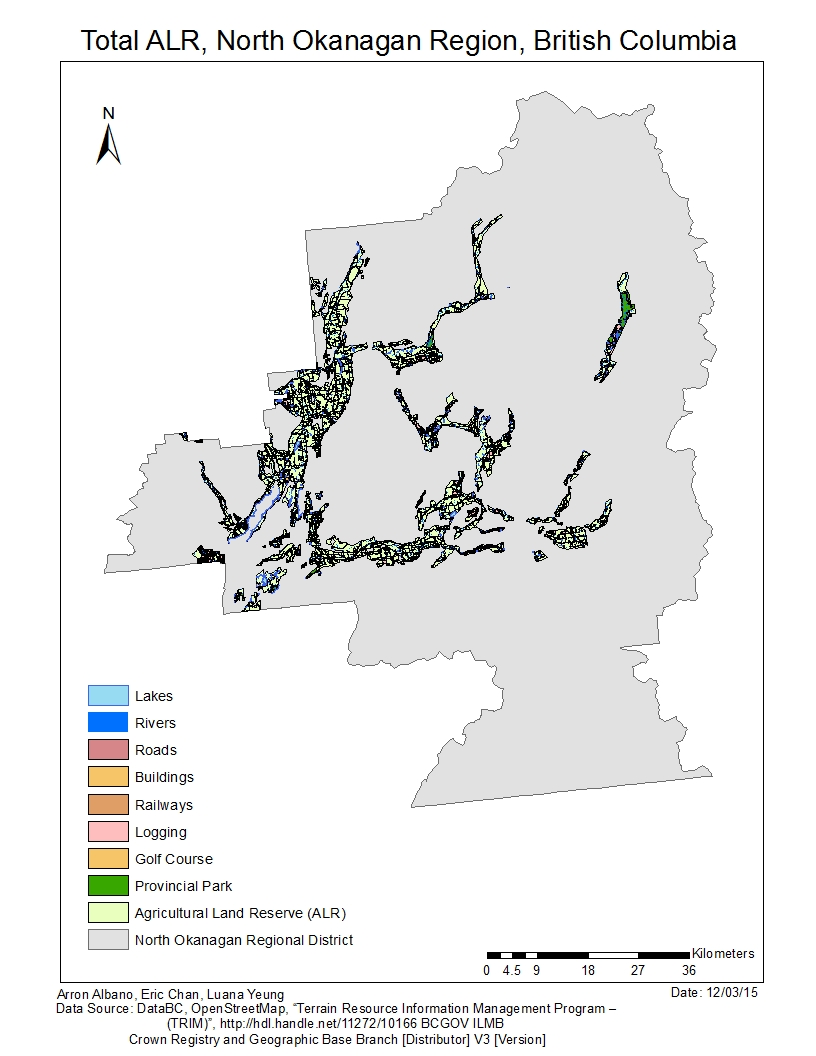 Total ALR, North Okanagan Region, British Columbia
N
Lakes
Rivers
Roads
Buildings
Railways
Logging
Golf Course
Provincial Park
Agricultural Land Reserve (ALR)
North Okanagan Regional District
Kilometers
0 4.5 9 18 27 36
Arron Albano, Eric Chan, Luana Yeung
Date: 12/03/15
Data Source: DataBC, OpenStreetMap, “Terrain Resource Information Management Program –
(TRIM)”, http://hdl.handle.net/11272/10166 BCGOV ILMB
Crown Registry and Geographic Base Branch [Distributor] V3 [Version]